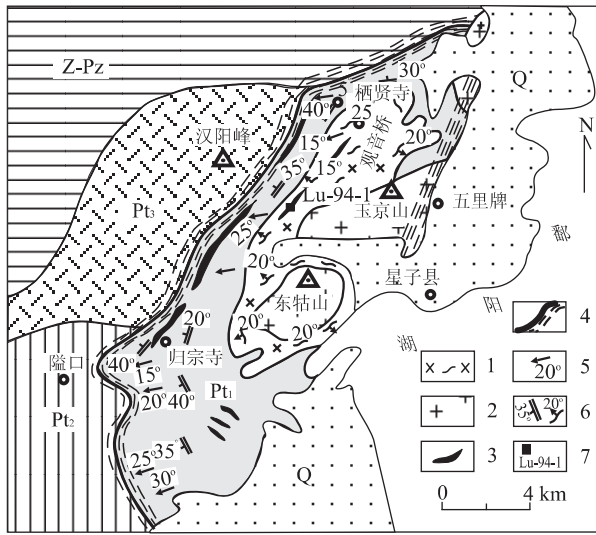 Z-Pz
Q
N
30°
栖贤寺
40°
25
汉阳峰
观音桥
20°
15°
15°
35°
Lu-94-1
玉京山
五里牌
Pt₃
25°
鄱
阳
湖
20°
星子县
东牯山
20°
20°
20°
归宗寺
隘口
40°
15°
Pt₁
20°
40°
Pt₂
25°
35°
30°
Q
4
1
20°
5
2
35°
20°
6
3
Lu-94-1
7
0
4 km